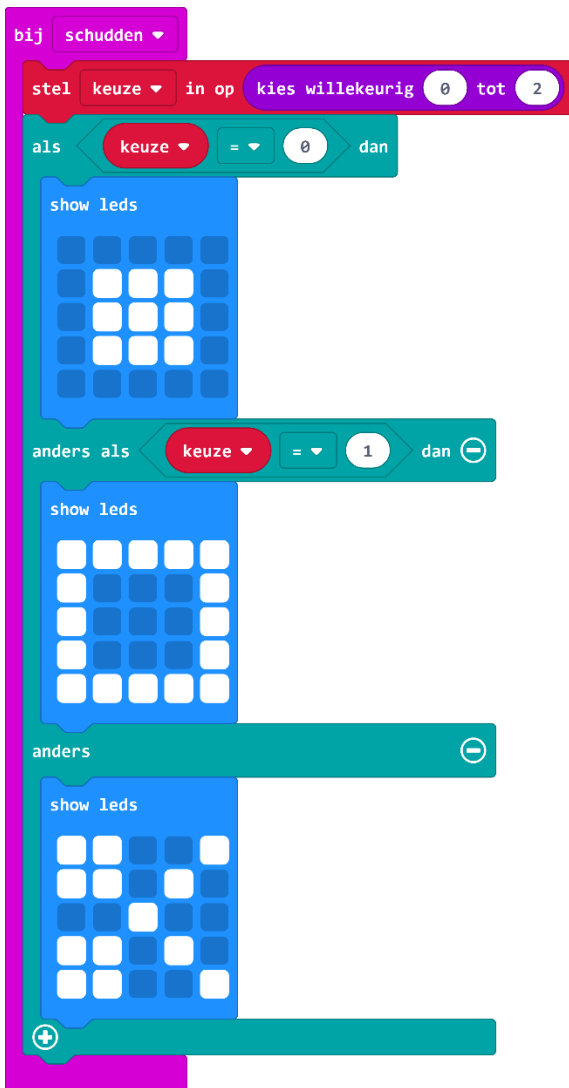 bij schudden
stel keuze in op kies willekeurig 0 tot 2
als keuze = 0 dan
show leds
anders als keuze = 1 dan
show leds
anders
show leds